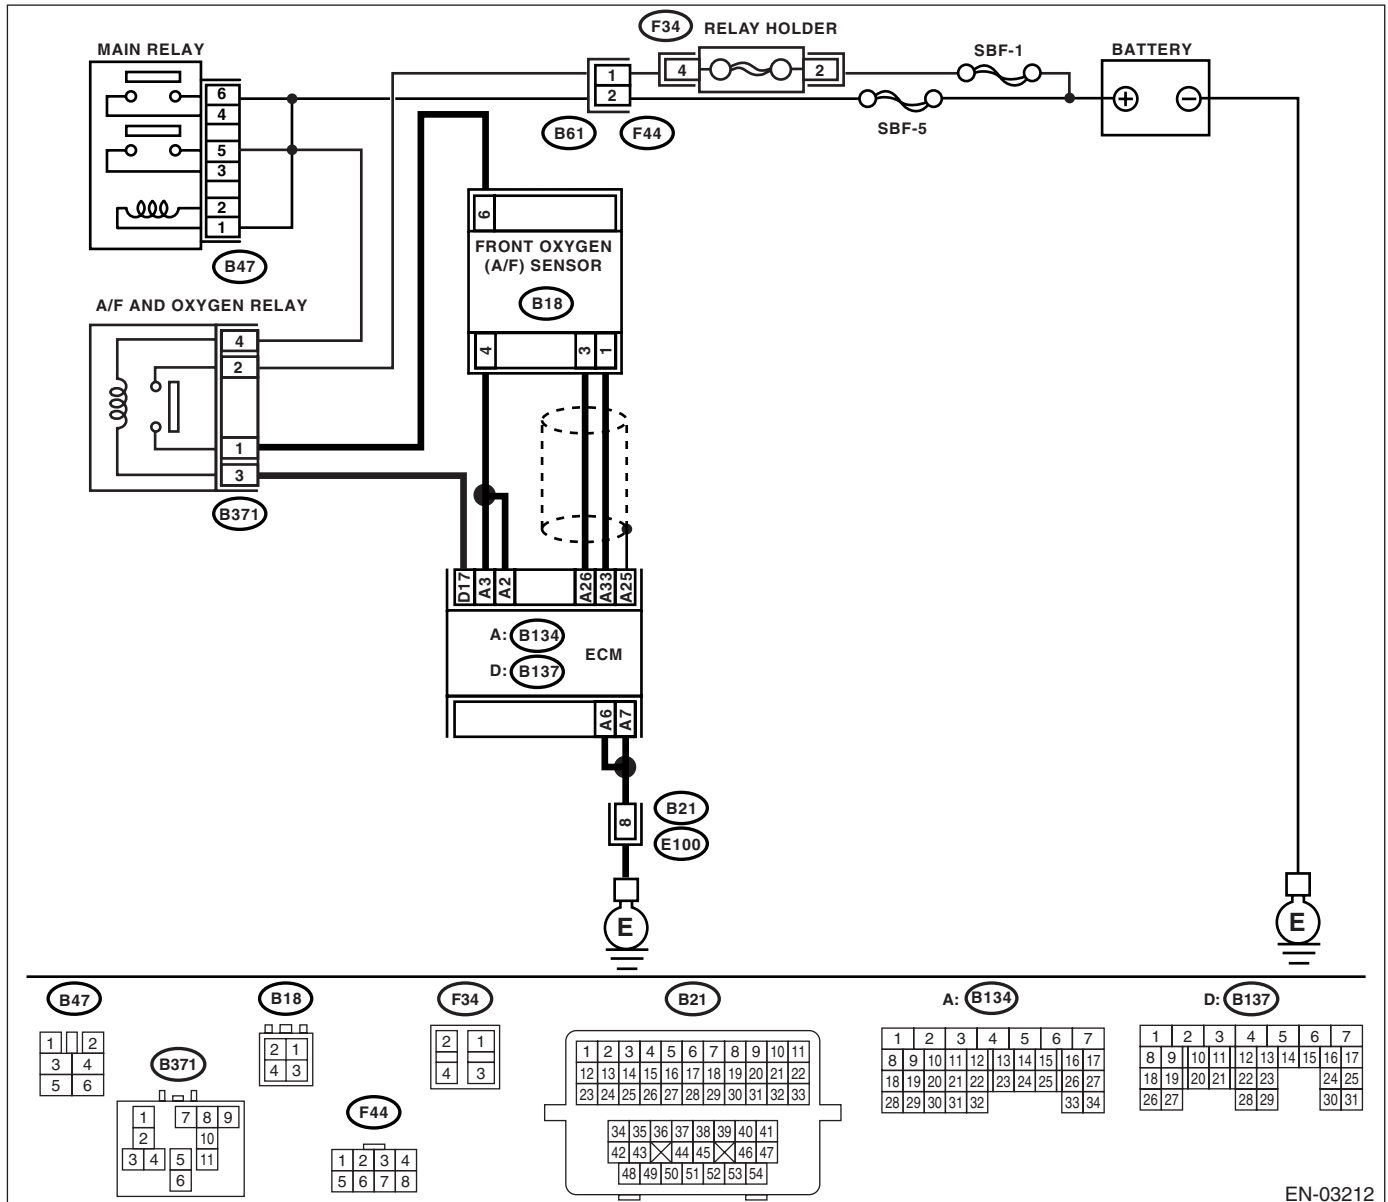 F34 RELAY HOLDER
MAIN RELAY
SBF-1
BATTERY
6
4
5
3
2
1
B47
1
2
B61
F44
4
2
SBF-5
+
−
6
FRONT OXYGEN
(A/F) SENSOR
B18
4
3
1
A/F AND OXYGEN RELAY
4
2
1
3
B371
D17
A3
A2
A26
A33
A25
A: B134
ECM
D: B137
A6
A7
8
B21
E100
E
E
B47
1 2
3 4
5 6
B371
1 7 8 9
2 10
3 4 5 11
6
B18
2 1
4 3
F44
1 2 3 4
5 6 7 8
F34
2 1
4 3
B21
1 2 3 4 5 6 7 8 9 10 11
12 13 14 15 16 17 18 19 20 21 22
23 24 25 26 27 28 29 30 31 32 33
34 35 36 37 38 39 40 41
42 43 44 45 46 47
48 49 50 51 52 53 54
A: B134
1 2 3 4 5 6 7
8 9 10 11 12 13 14 15 16 17
18 19 20 21 22 23 24 25 26 27
28 29 30 31 32 33 34
D: B137
1 2 3 4 5 6 7
8 9 10 11 12 13 14 15 16 17
18 19 20 21 22 23 24 25
26 27 28 29 30 31
EN-03212